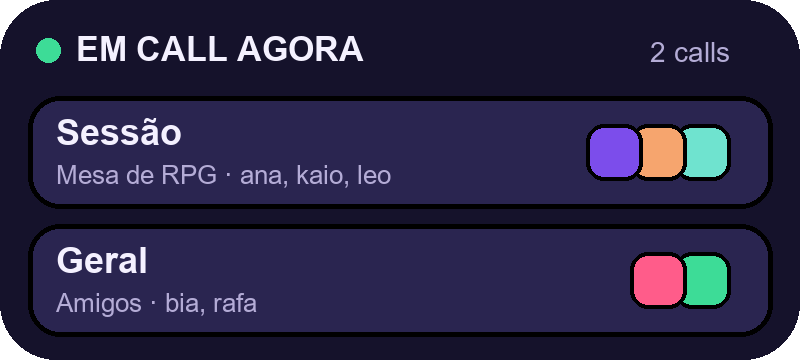 EM CALL AGORA
2 calls
Sessão
Mesa de RPG · ana, kaio, leo
Geral
Amigos · bia, rafa